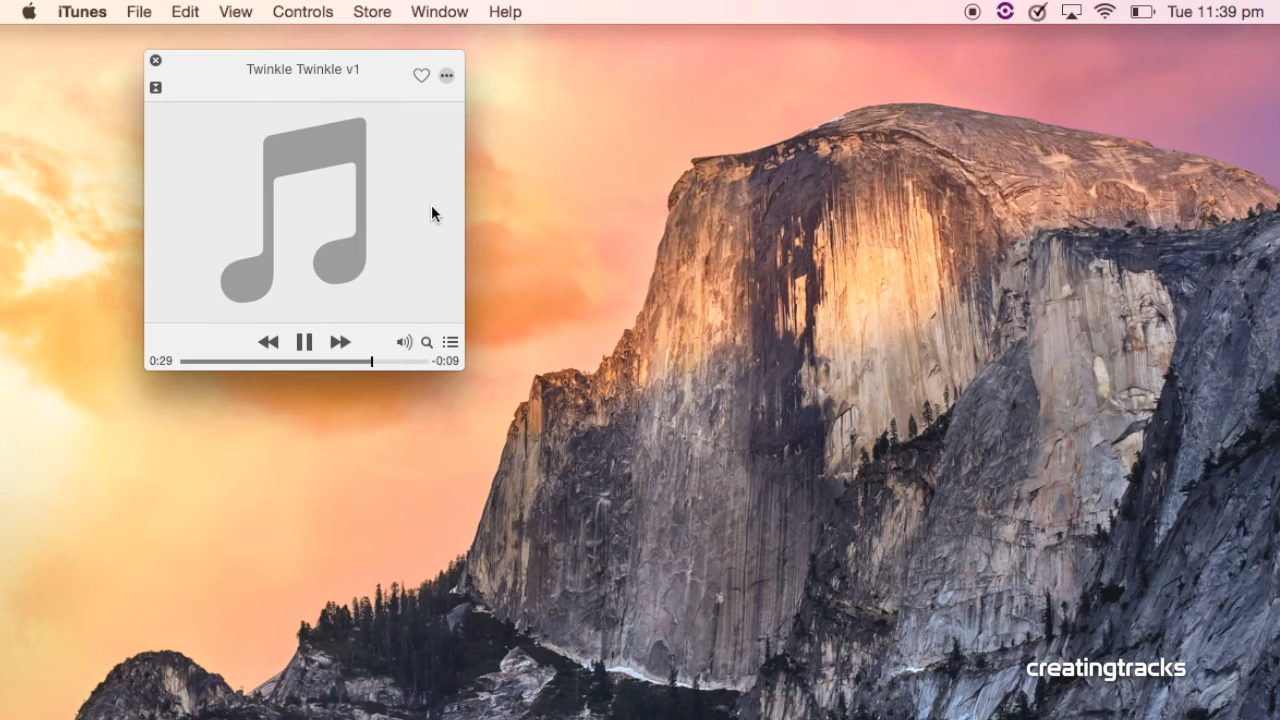 iTunes File Edit View Controls Store Window Help Tue 11:39 pm
Twinkle Twinkle v1
0:29 -0:09
creatingtracks